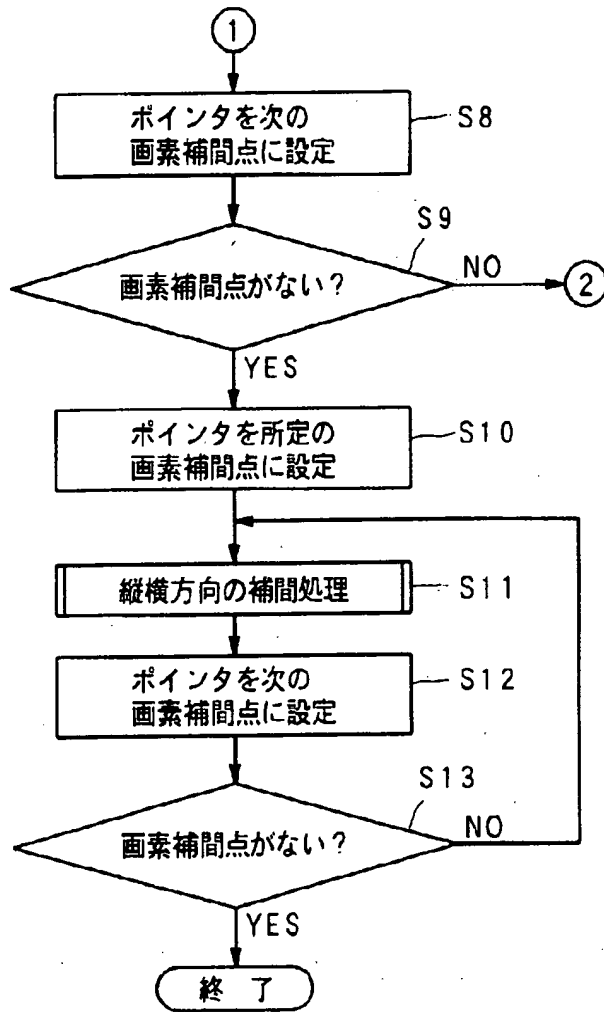 1
ポインタを次の
画素補間点に設定
S8
S9
画素補間点がない?
NO
2
YES
ポインタを所定の
画素補間点に設定
S10
縦横方向の補間処理
S11
ポインタを次の
画素補間点に設定
S12
S13
画素補間点がない?
NO
YES
終了